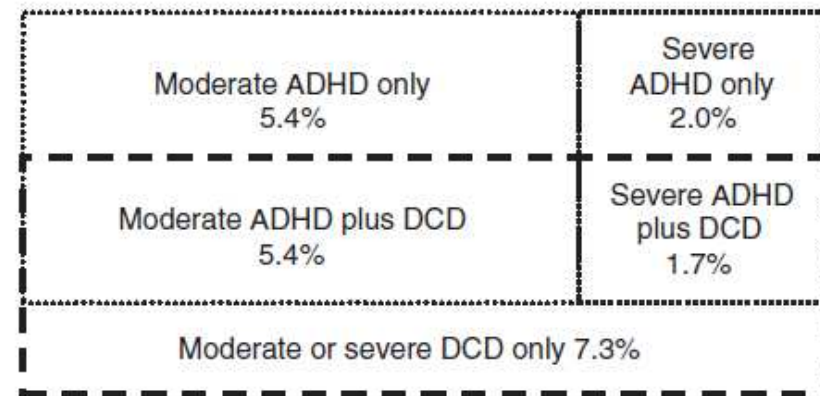 Moderate ADHD only
5.4%
Severe
ADHD only
2.0%
Moderate ADHD plus DCD
5.4%
Severe ADHD
plus DCD
1.7%
Moderate or severe DCD only 7.3%